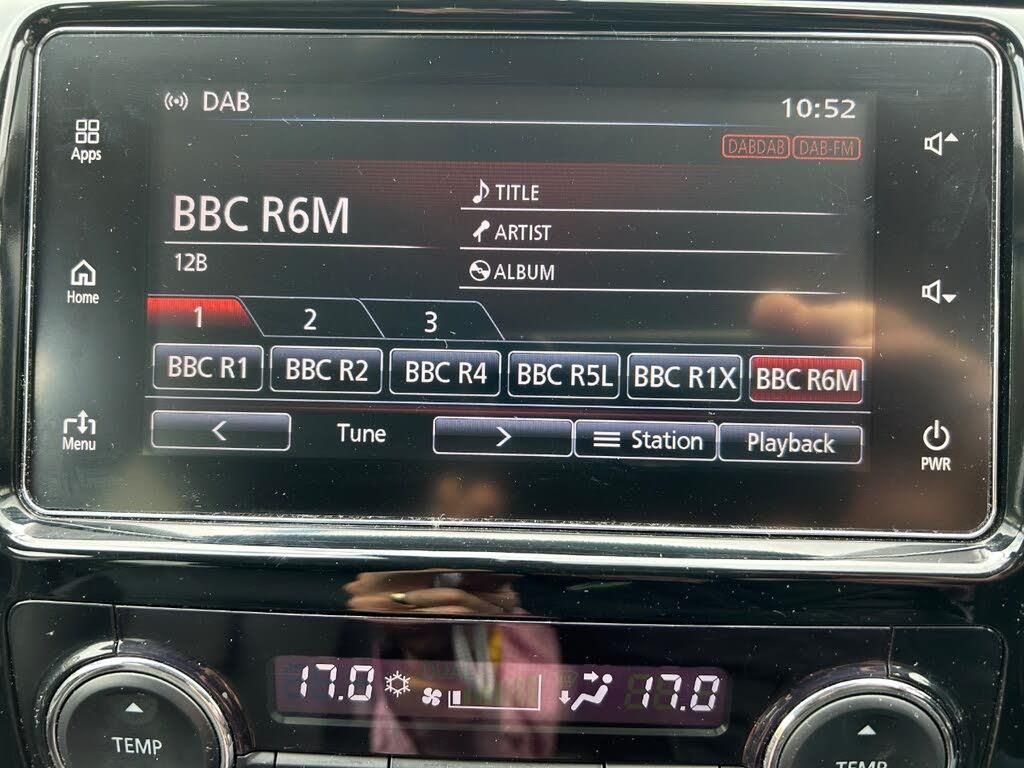 DAB
10:52
Apps
DABDAB DAB-FM
BBC R6M
TITLE
ARTIST
12B
ALBUM
Home
1 2 3
BBC R1 BBC R2 BBC R4 BBC R5L BBC R1X BBC R6M
Menu
< Tune > Station Playback
PWR
17.0 17.0
TEMP
TEMP